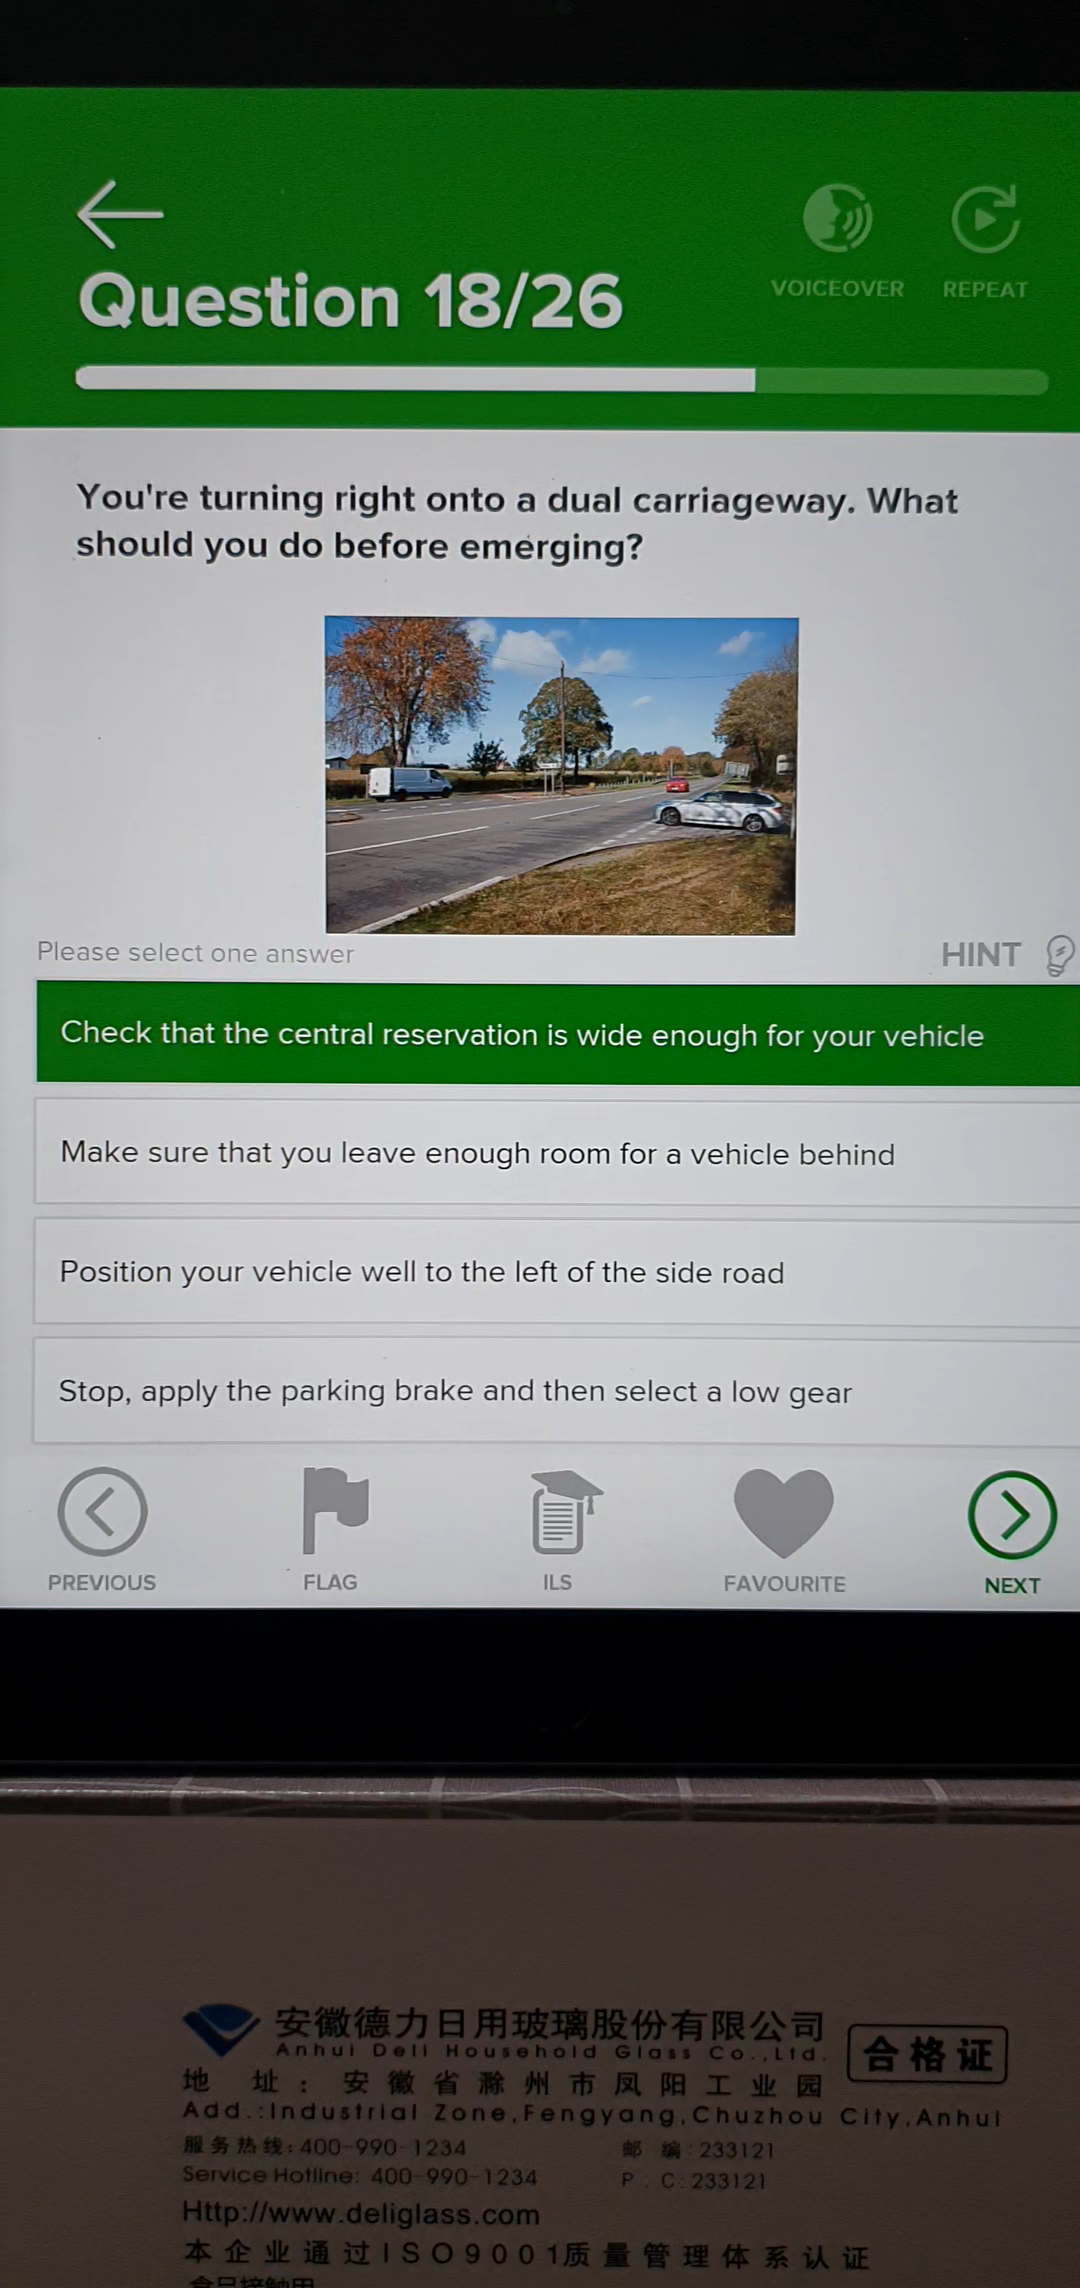 VOICEOVER
REPEAT
Question 18/26
You're turning right onto a dual carriageway. What
should you do before emerging?
Please select one answer
HINT
Check that the central reservation is wide enough for your vehicle
Make sure that you leave enough room for a vehicle behind
Position your vehicle well to the left of the side road
Stop, apply the parking brake and then select a low gear
PREVIOUS
FLAG
ILS
FAVOURITE
NEXT
安徽德力日用玻璃股份有限公司
Anhui Deli Household Glass Co.,Ltd.
合格证
地 址:安徽省滁州市凤阳工业园
Add.:Industrial Zone,Fengyang,Chuzhou City,Anhui
服务热线:400-990-1234 邮 编:233121
Service Hotline: 400-990-1234 P.C:233121
Http://www.deliglass.com
本企业通过ISO9001质量管理体系认证